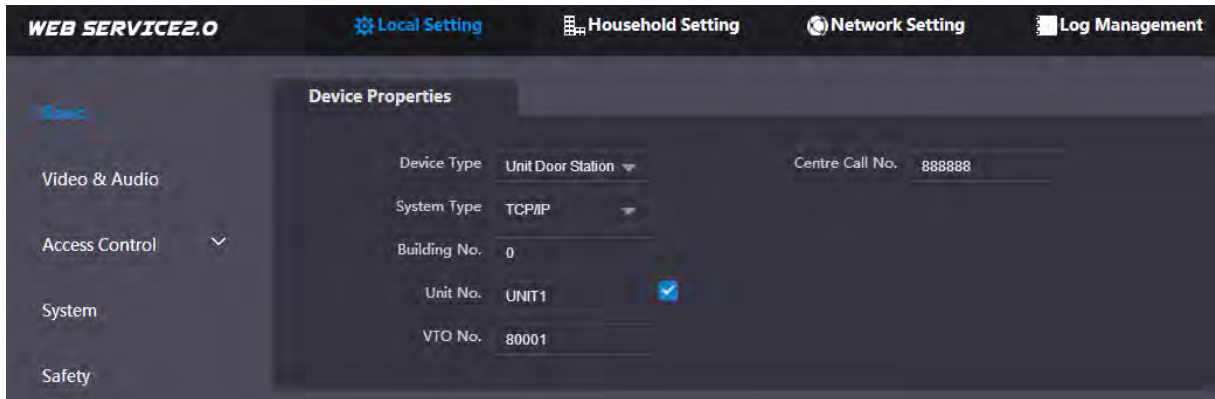 WEB SERVICE2.0 Local Setting Household Setting Network Setting Log Management
Device Properties
Basic
Device Type Unit Door Station Centre Call No. 888888
Video & Audio
System Type TCP/IP
Access Control
Building No. 0
Unit No. UNIT1
System
VTO No. 80001
Safety